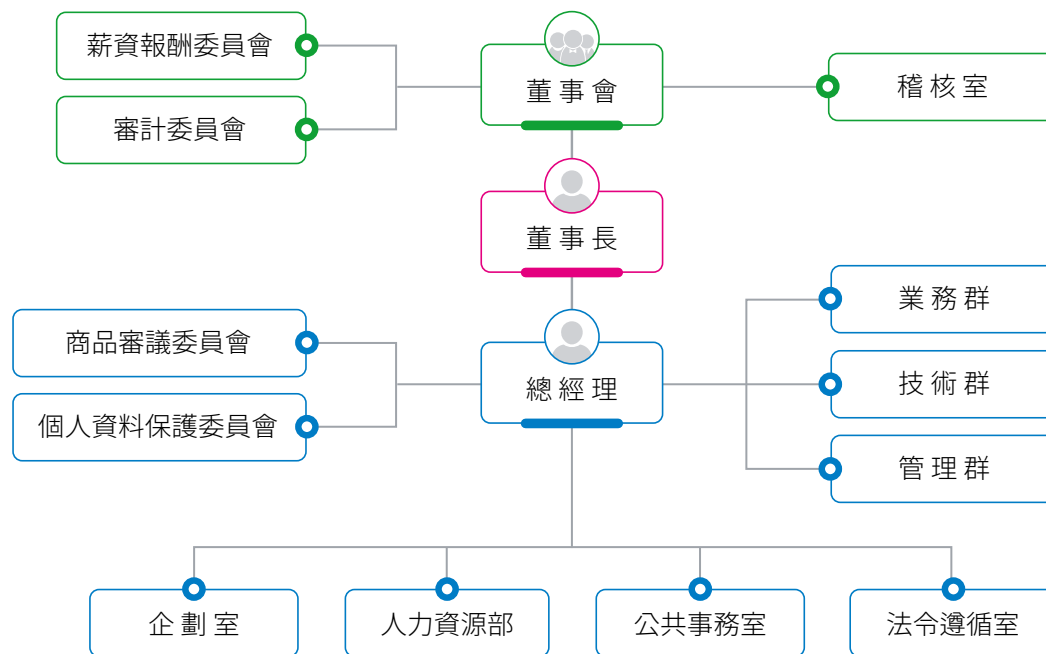 薪資報酬委員會
審計委員會
董事會
稽核室
董事長
商品審議委員會
個人資料保護委員會
總經理
業務群
技術群
管理群
企劃室
人力資源部
公共事務室
法令遵循室